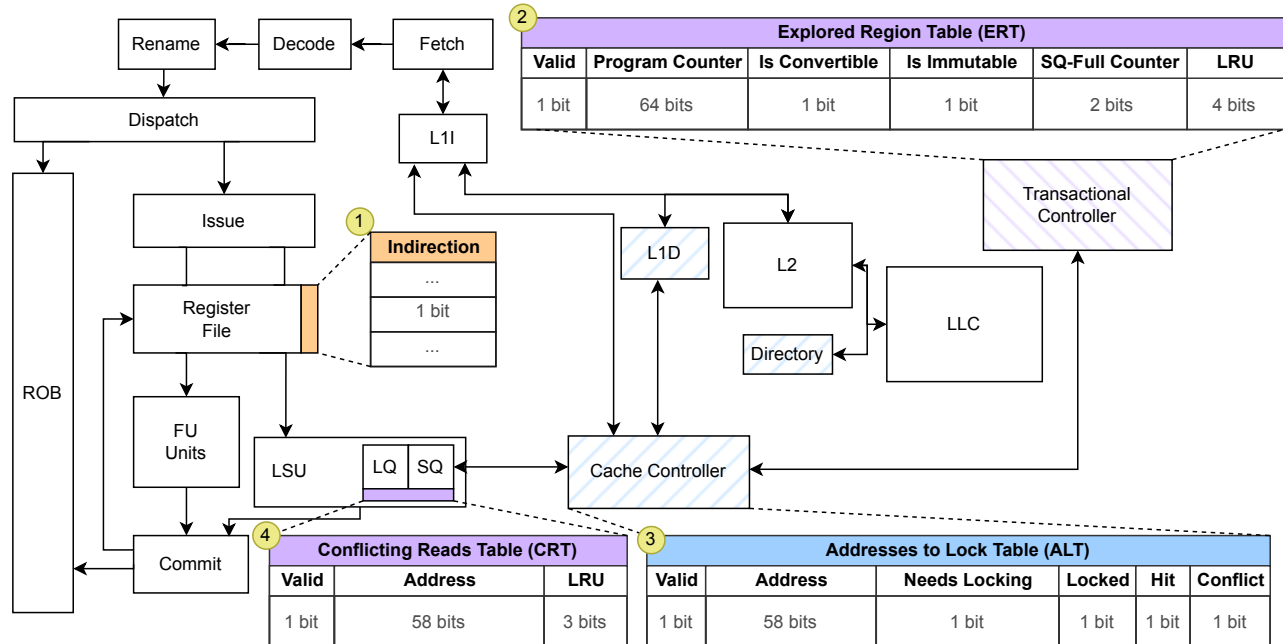 2
Explored Region Table (ERT)
Valid Program Counter Is Convertible Is Immutable SQ-Full Counter LRU
1 bit 64 bits 1 bit 1 bit 2 bits 4 bits
Rename Decode Fetch
Dispatch
L1I
Transactional
Controller
Issue
1
Indirection
...
1 bit
...
L1D
L2
Register
File
LLC
Directory
ROB
FU
Units
LSU LQ SQ
Cache Controller
Commit
4
Conflicting Reads Table (CRT)
Valid Address LRU
1 bit 58 bits 3 bits
3
Addresses to Lock Table (ALT)
Valid Address Needs Locking Locked Hit Conflict
1 bit 58 bits 1 bit 1 bit 1 bit 1 bit